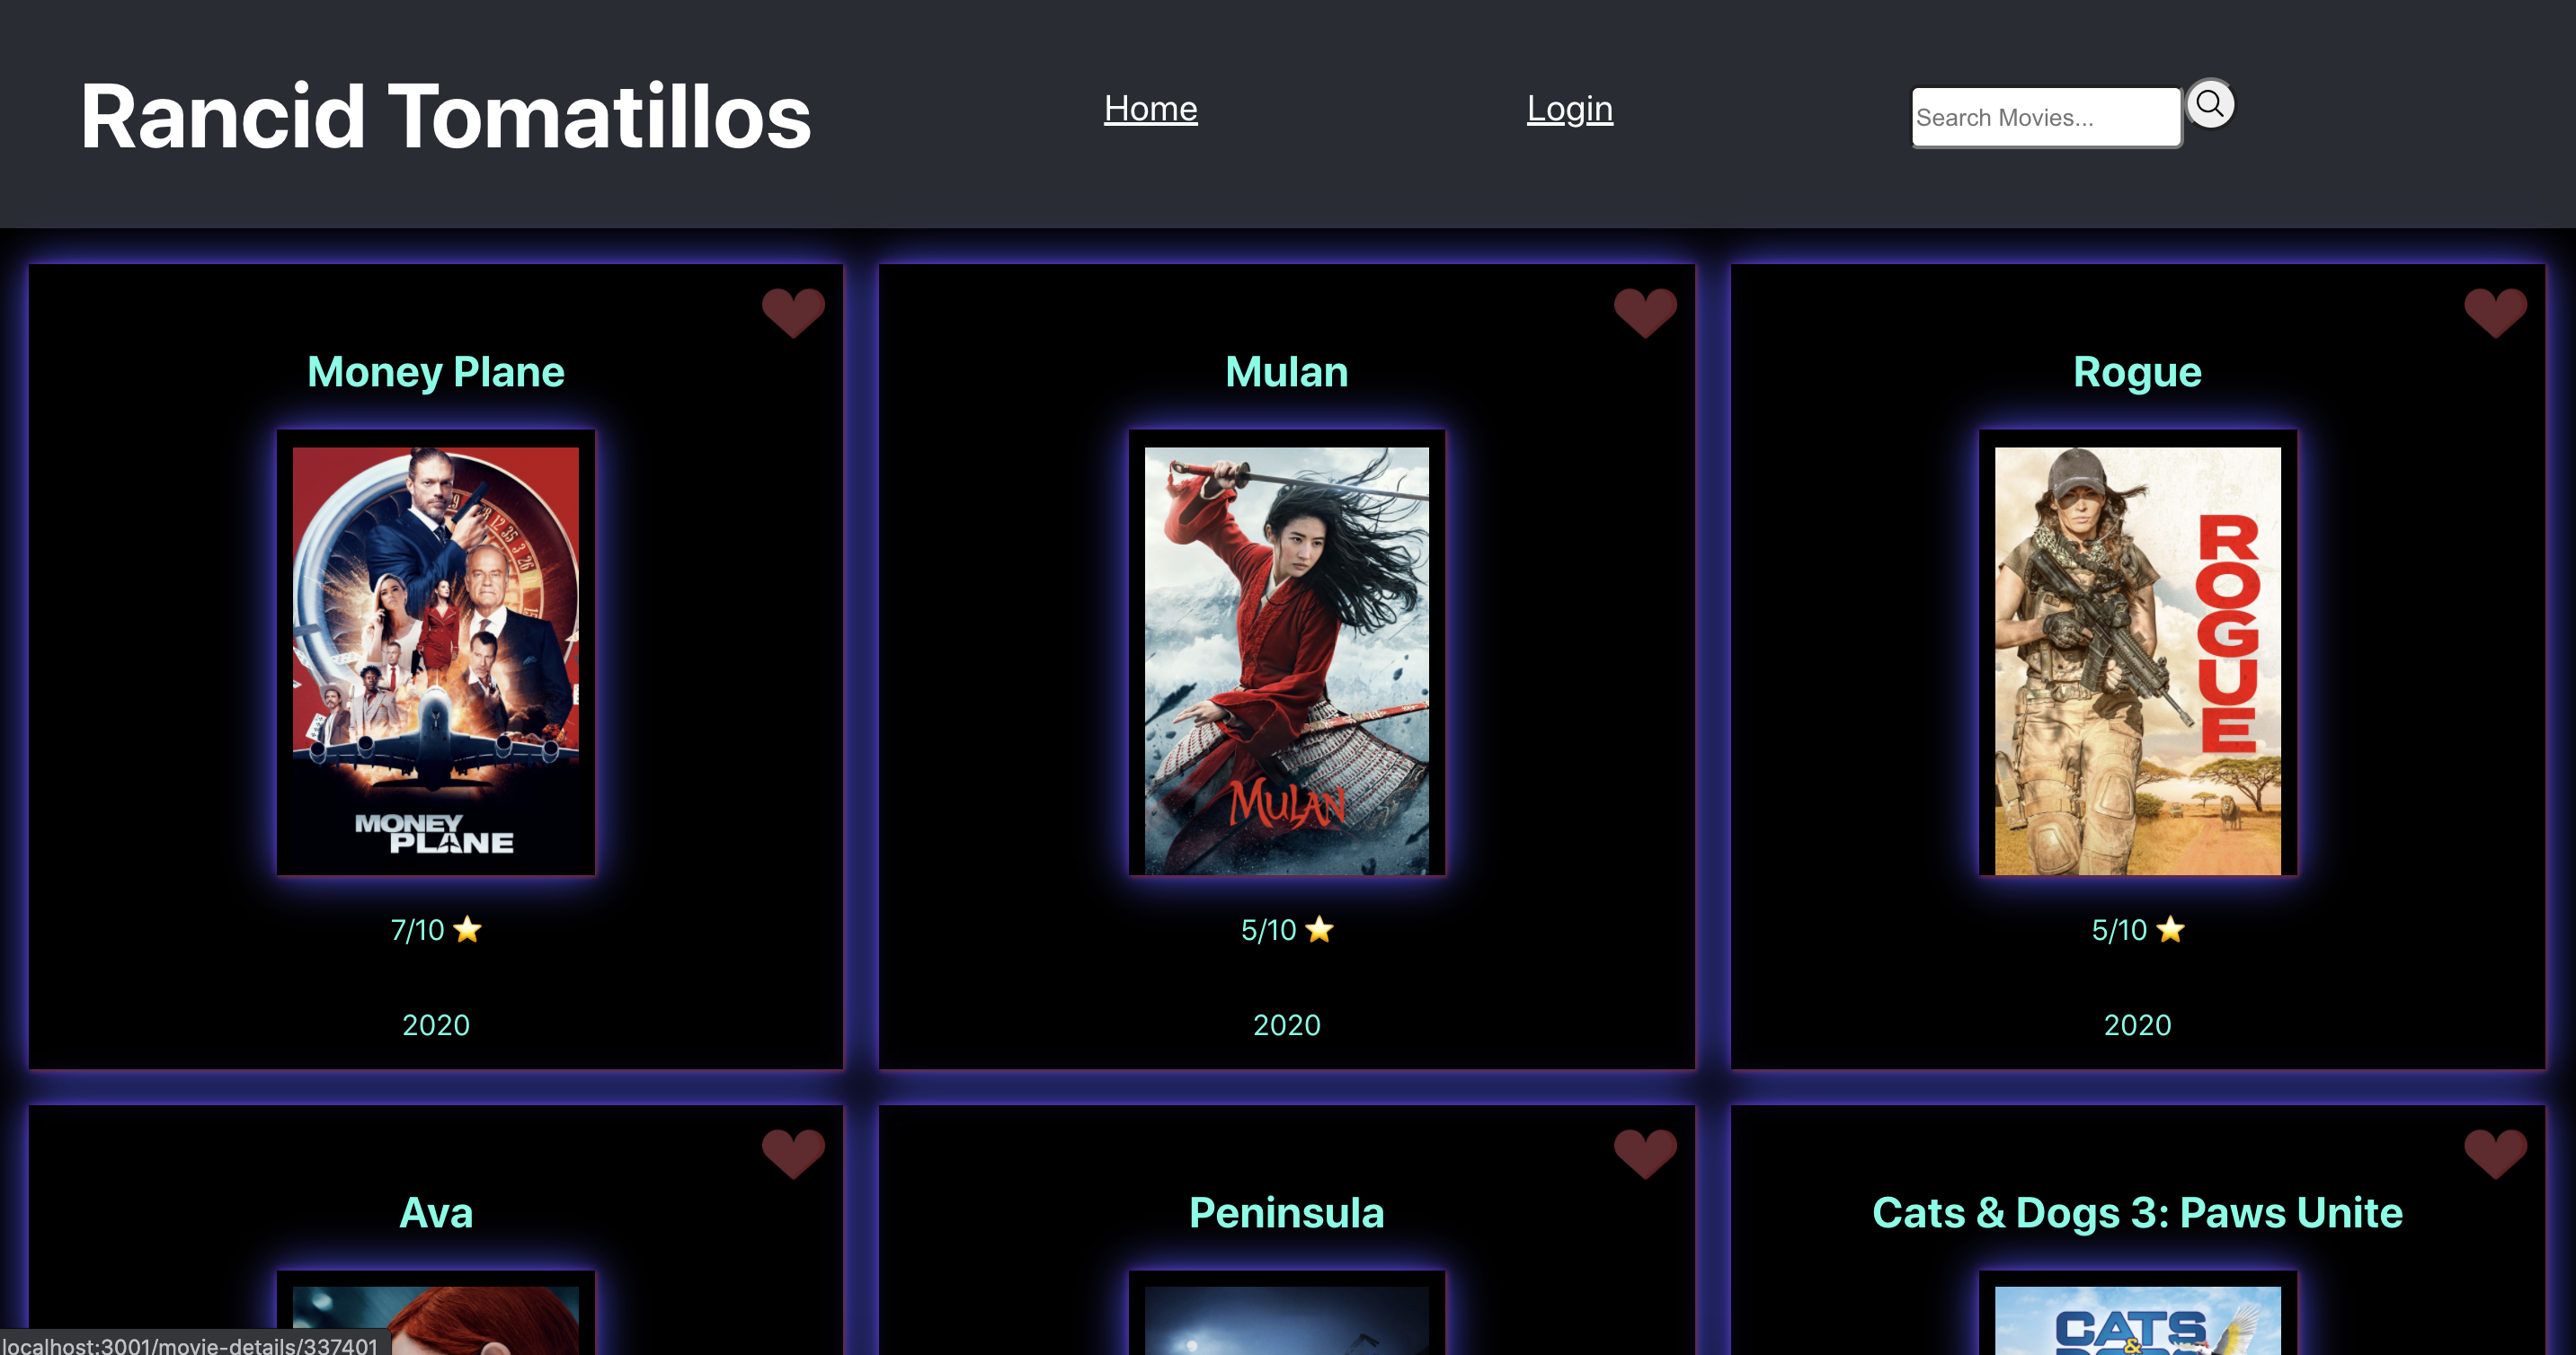 Rancid Tomatillos
Home
Login
Search Movies...
Money Plane
Mulan
Rogue
MONEY
PLANE
MULAN
ROGUE
7/10 ⭐
5/10 ⭐
5/10 ⭐
2020
2020
2020
Ava
Peninsula
Cats & Dogs 3: Paws Unite
CATS
&
localhost:3001/movie-details/337401